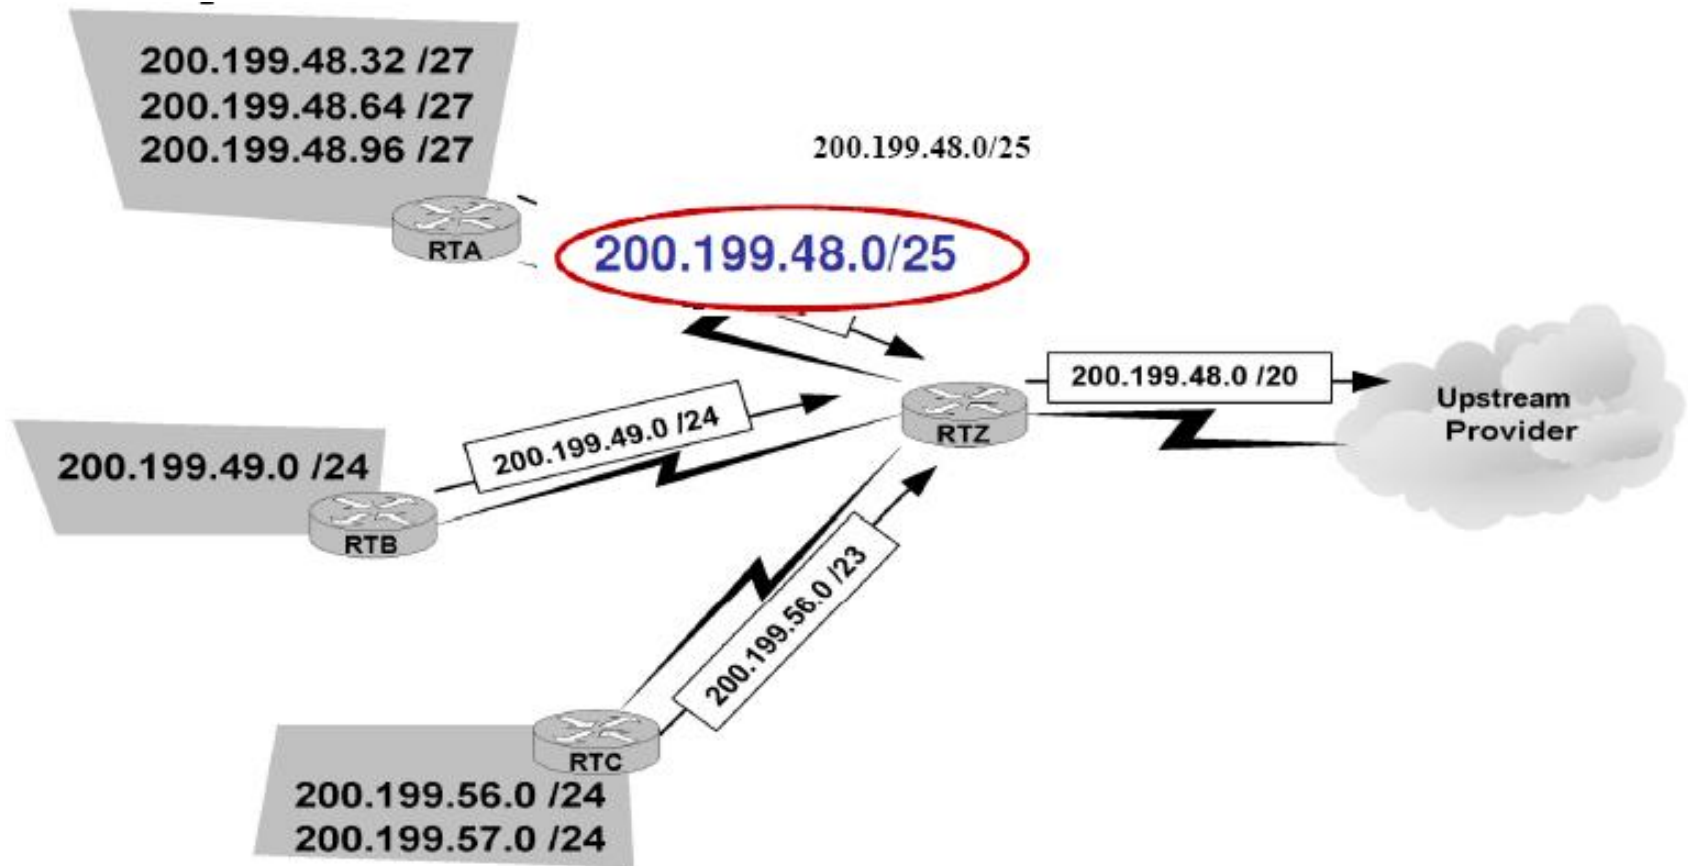 200.199.48.32 /27
200.199.48.64 /27
200.199.48.96 /27
RTA
200.199.48.0/25
200.199.48.0/25
200.199.48.0 /20
Upstream
Provider
RTZ
200.199.49.0 /24
200.199.49.0 /24
RTB
200.199.56.0 /23
RTC
200.199.56.0 /24
200.199.57.0 /24